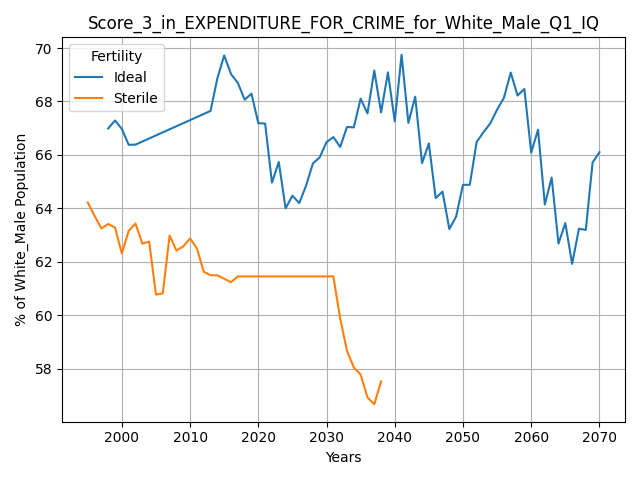 Score_3_in_EXPENDITURE_FOR_CRIME_for_White_Male_Q1_IQ
Fertility
Ideal
Sterile
% of White_Male Population
70
68
66
64
62
60
58
2000 2010 2020 2030 2040 2050 2060 2070
Years